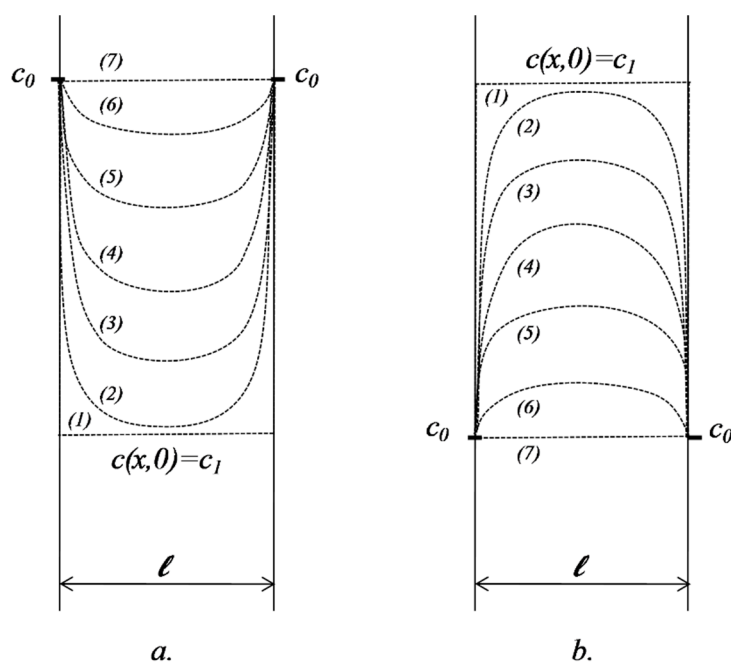 c₀
(7)
c₀
(6)
(5)
(4)
(3)
(2)
(1)
c(x,0)=c₁
ℓ
a.
c(x,0)=c₁
(1)
(2)
(3)
(4)
(5)
(6)
c₀
c₀
(7)
ℓ
b.